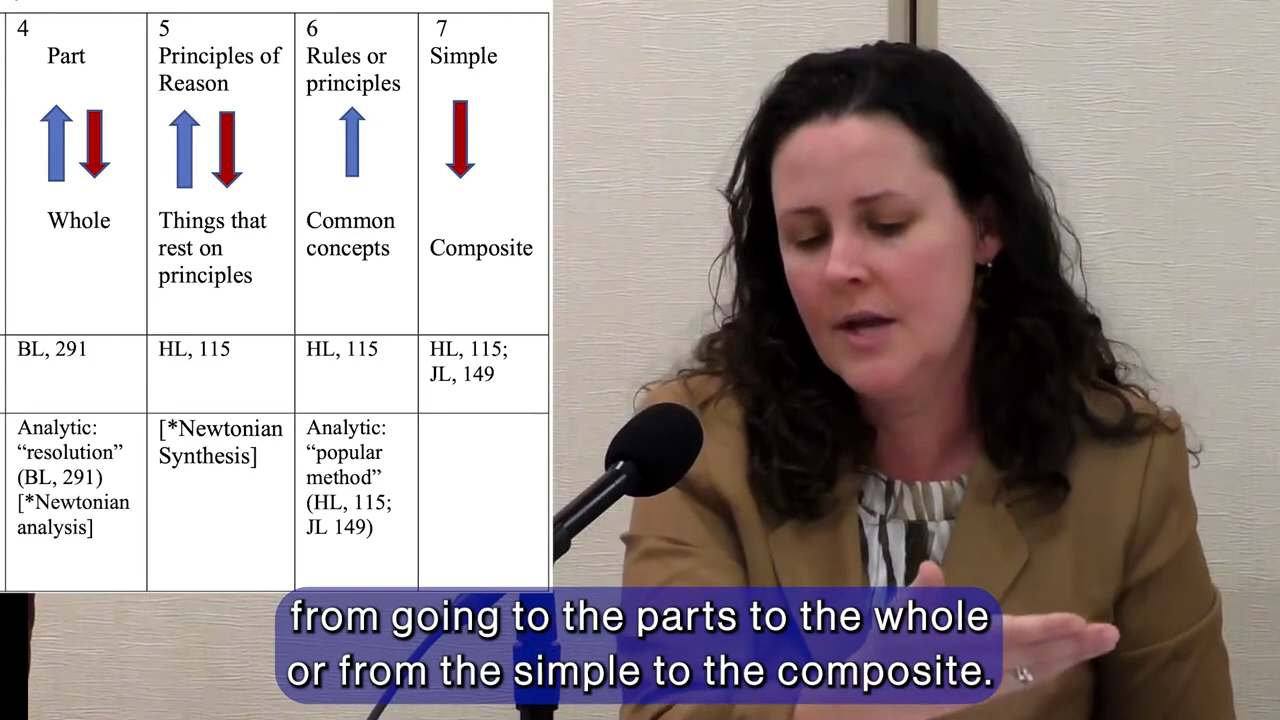 4
Part
Whole
5
Principles of
Reason
Things that
rest on
principles
6
Rules or
principles
Common
concepts
7
Simple
Composite
BL, 291
HL, 115
HL, 115
HL, 115;
JL, 149
Analytic:
“resolution”
(BL, 291)
[*Newtonian
analysis]
[*Newtonian
Synthesis]
Analytic:
“popular
method”
(HL, 115;
JL 149)
from going to the parts to the whole
or from the simple to the composite.